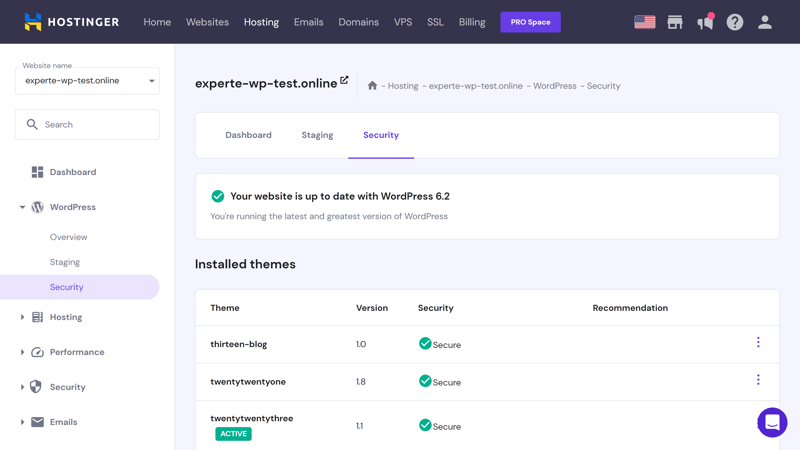 HOSTINGER
Home Websites Hosting Emails Domains VPS SSL Billing PRO Space
Website name
experte-wp-test.online
Search
Dashboard
WordPress
Overview
Staging
Security
Hosting
Performance
Security
Emails
experte-wp-test.online
- Hosting - experte-wp-test.online - WordPress - Security
Dashboard Staging Security
Your website is up to date with WordPress 6.2
You're running the latest and greatest version of WordPress
Installed themes
Theme Version Security Recommendation
thirteen-blog 1.0 Secure
twentytwentyone 1.8 Secure
twentytwentythree 1.1 Secure
ACTIVE